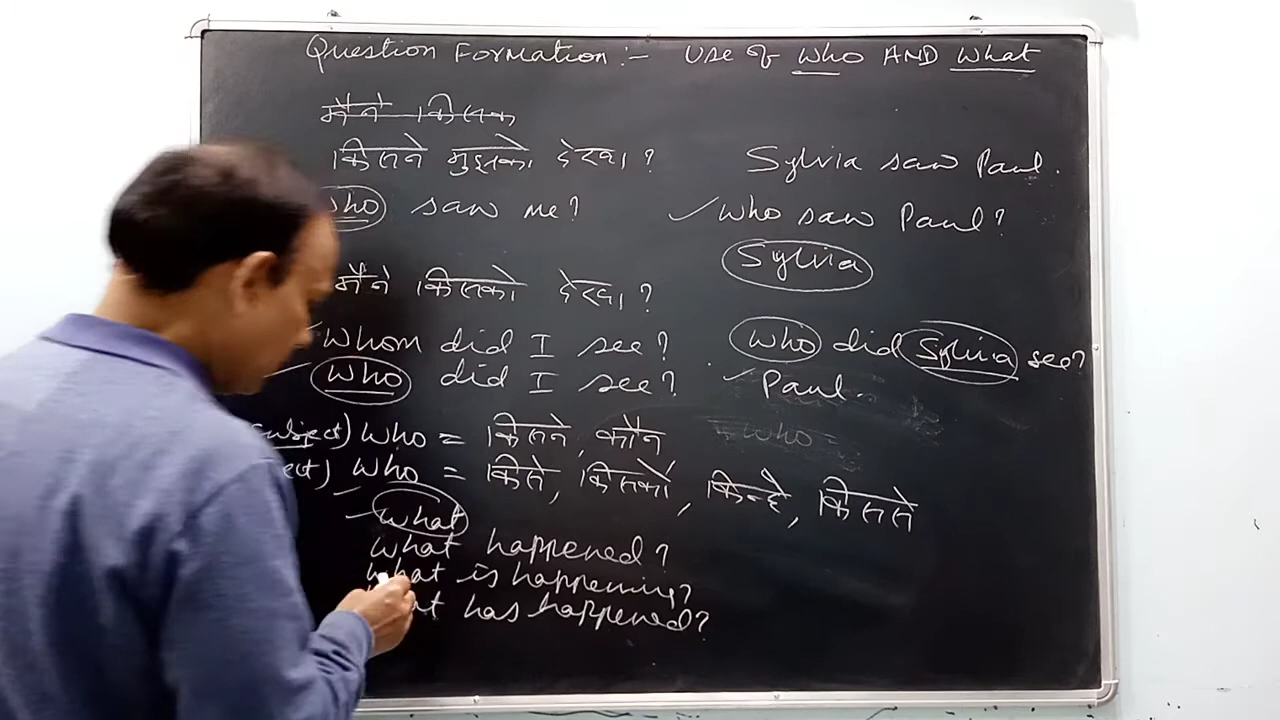 Question Formation :- Use of Who AND What
मैंने किसक
किसने मुझको देखा ?
Who saw me?
मैंने किसको देखा ?
Whom did I see?
Who did I see?
Sylvia saw Paul.
✓ Who saw Paul?
Sylvia
Who did Sylvia see?
✓ Paul.
(subject) Who = किसने, कौन
Who =
ect) Who = किसे, किसको, किन्हे, किससे
What
What happened?
What is happening?
What has happened?